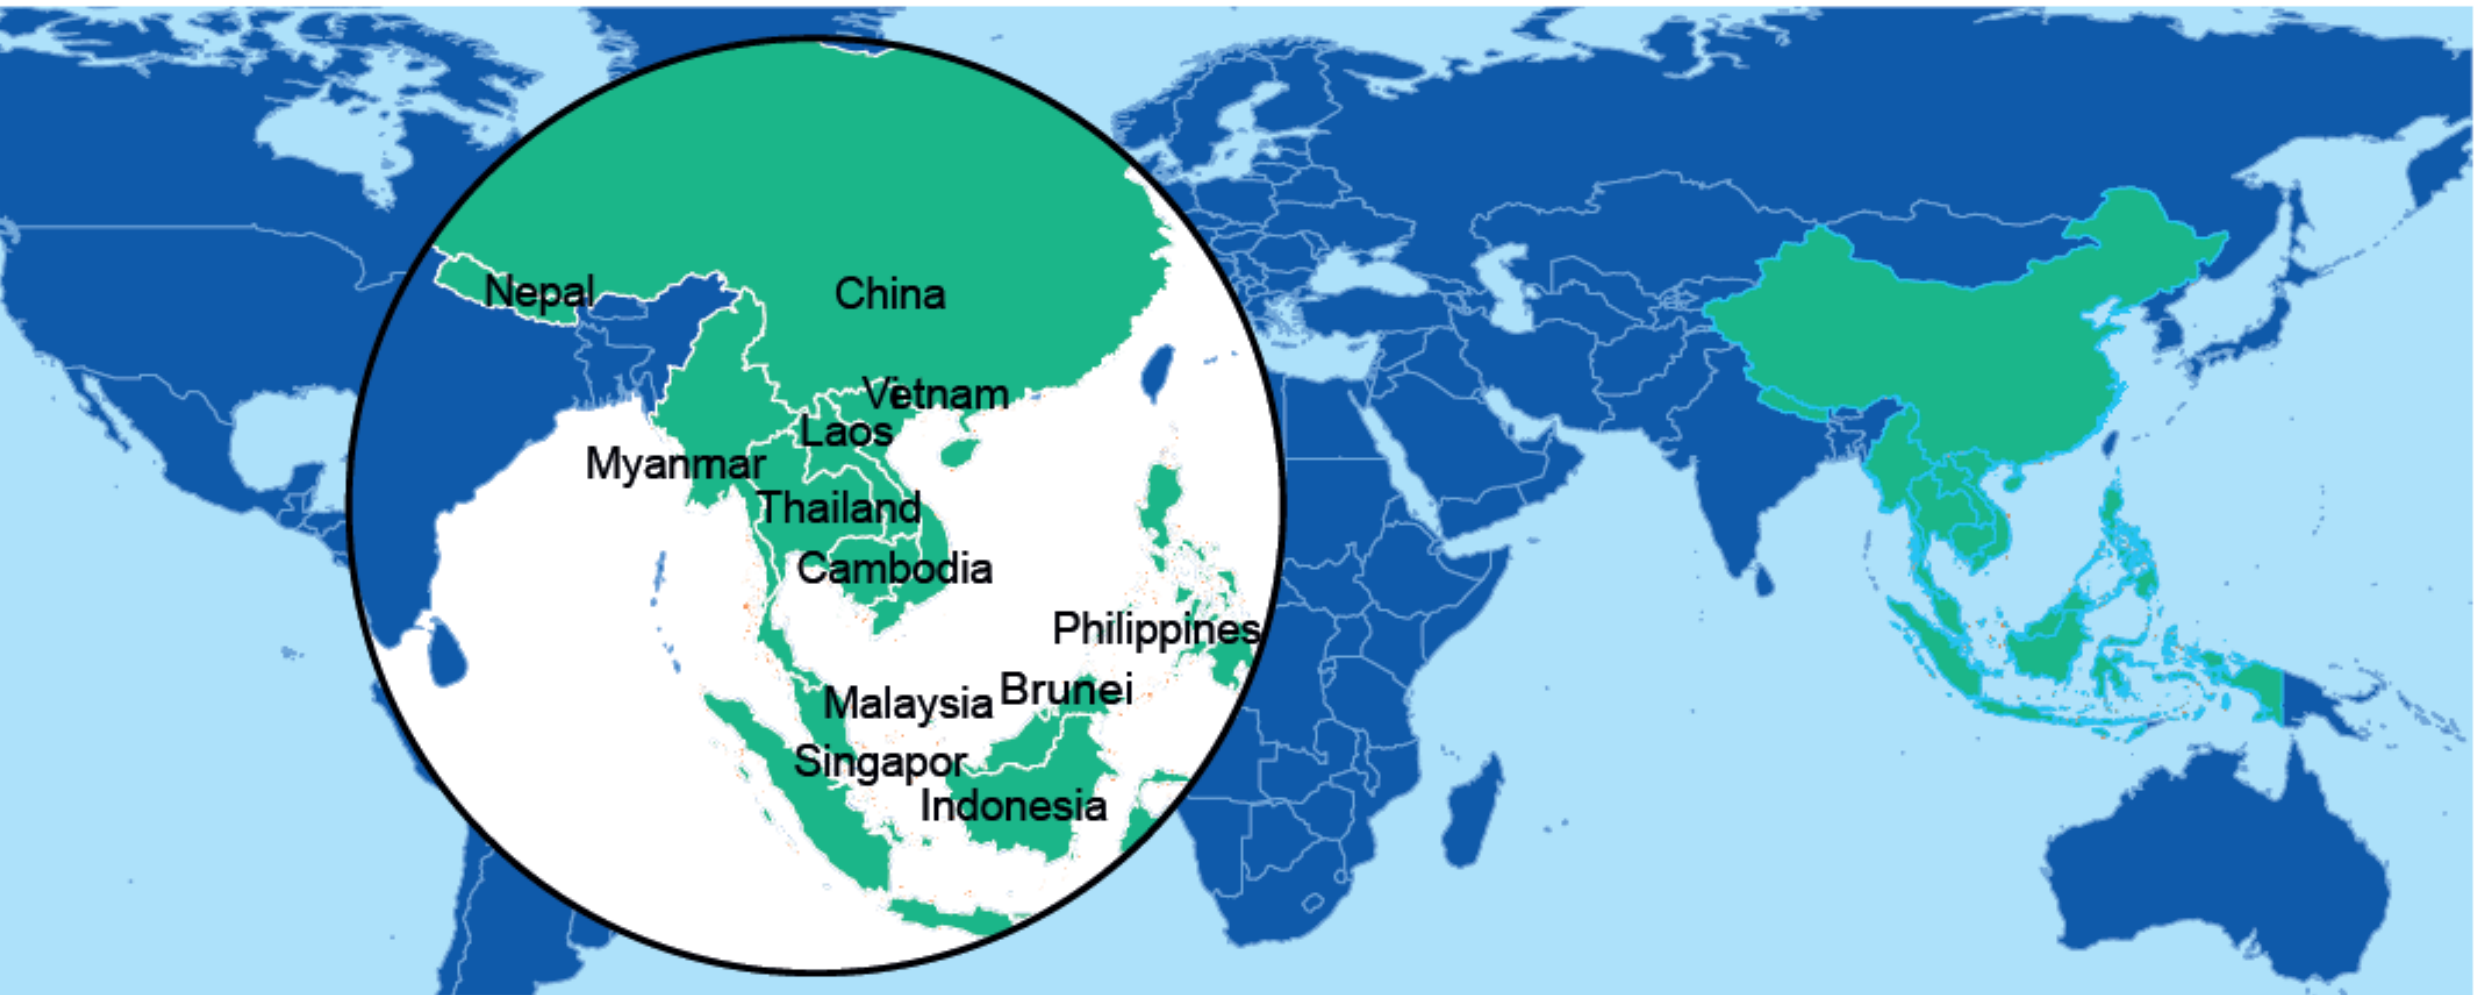 Nepal
China
Vetnam
Laos
Myanmar
Thailand
Cambodia
Philippines
Brunei
Malaysia
Singapor
Indonesia